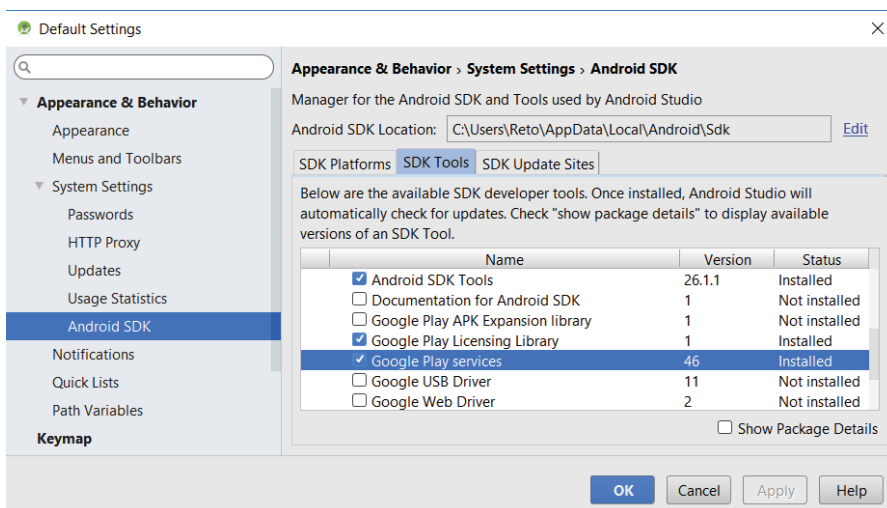 Default Settings
Appearance & Behavior
Appearance
Menus and Toolbars
System Settings
Passwords
HTTP Proxy
Updates
Usage Statistics
Android SDK
Notifications
Quick Lists
Path Variables
Keymap
Appearance & Behavior › System Settings › Android SDK
Manager for the Android SDK and Tools used by Android Studio
Android SDK Location: C:\Users\Reto\AppData\Local\Android\Sdk Edit
SDK Platforms SDK Tools SDK Update Sites
Below are the available SDK developer tools. Once installed, Android Studio will
automatically check for updates. Check "show package details" to display available
versions of an SDK Tool.
Name Version Status
Android SDK Tools 26.1.1 Installed
Documentation for Android SDK 1 Not installed
Google Play APK Expansion library 1 Not installed
Google Play Licensing Library 1 Installed
Google Play services 46 Installed
Google USB Driver 11 Not installed
Google Web Driver 2 Not installed
Show Package Details
OK Cancel Apply Help